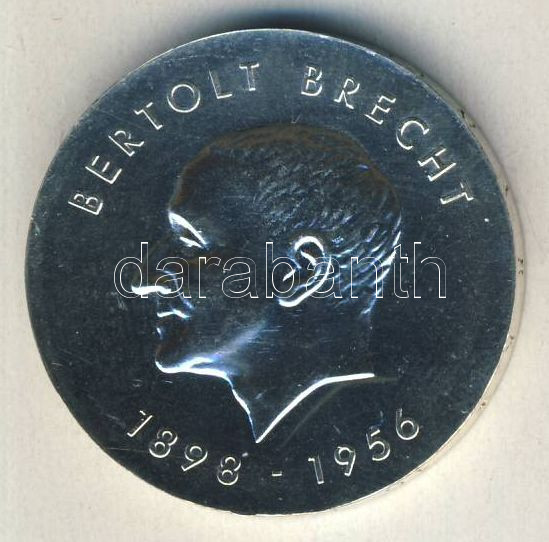 BERTOLT BRECHT
darabanth
1898 - 1956